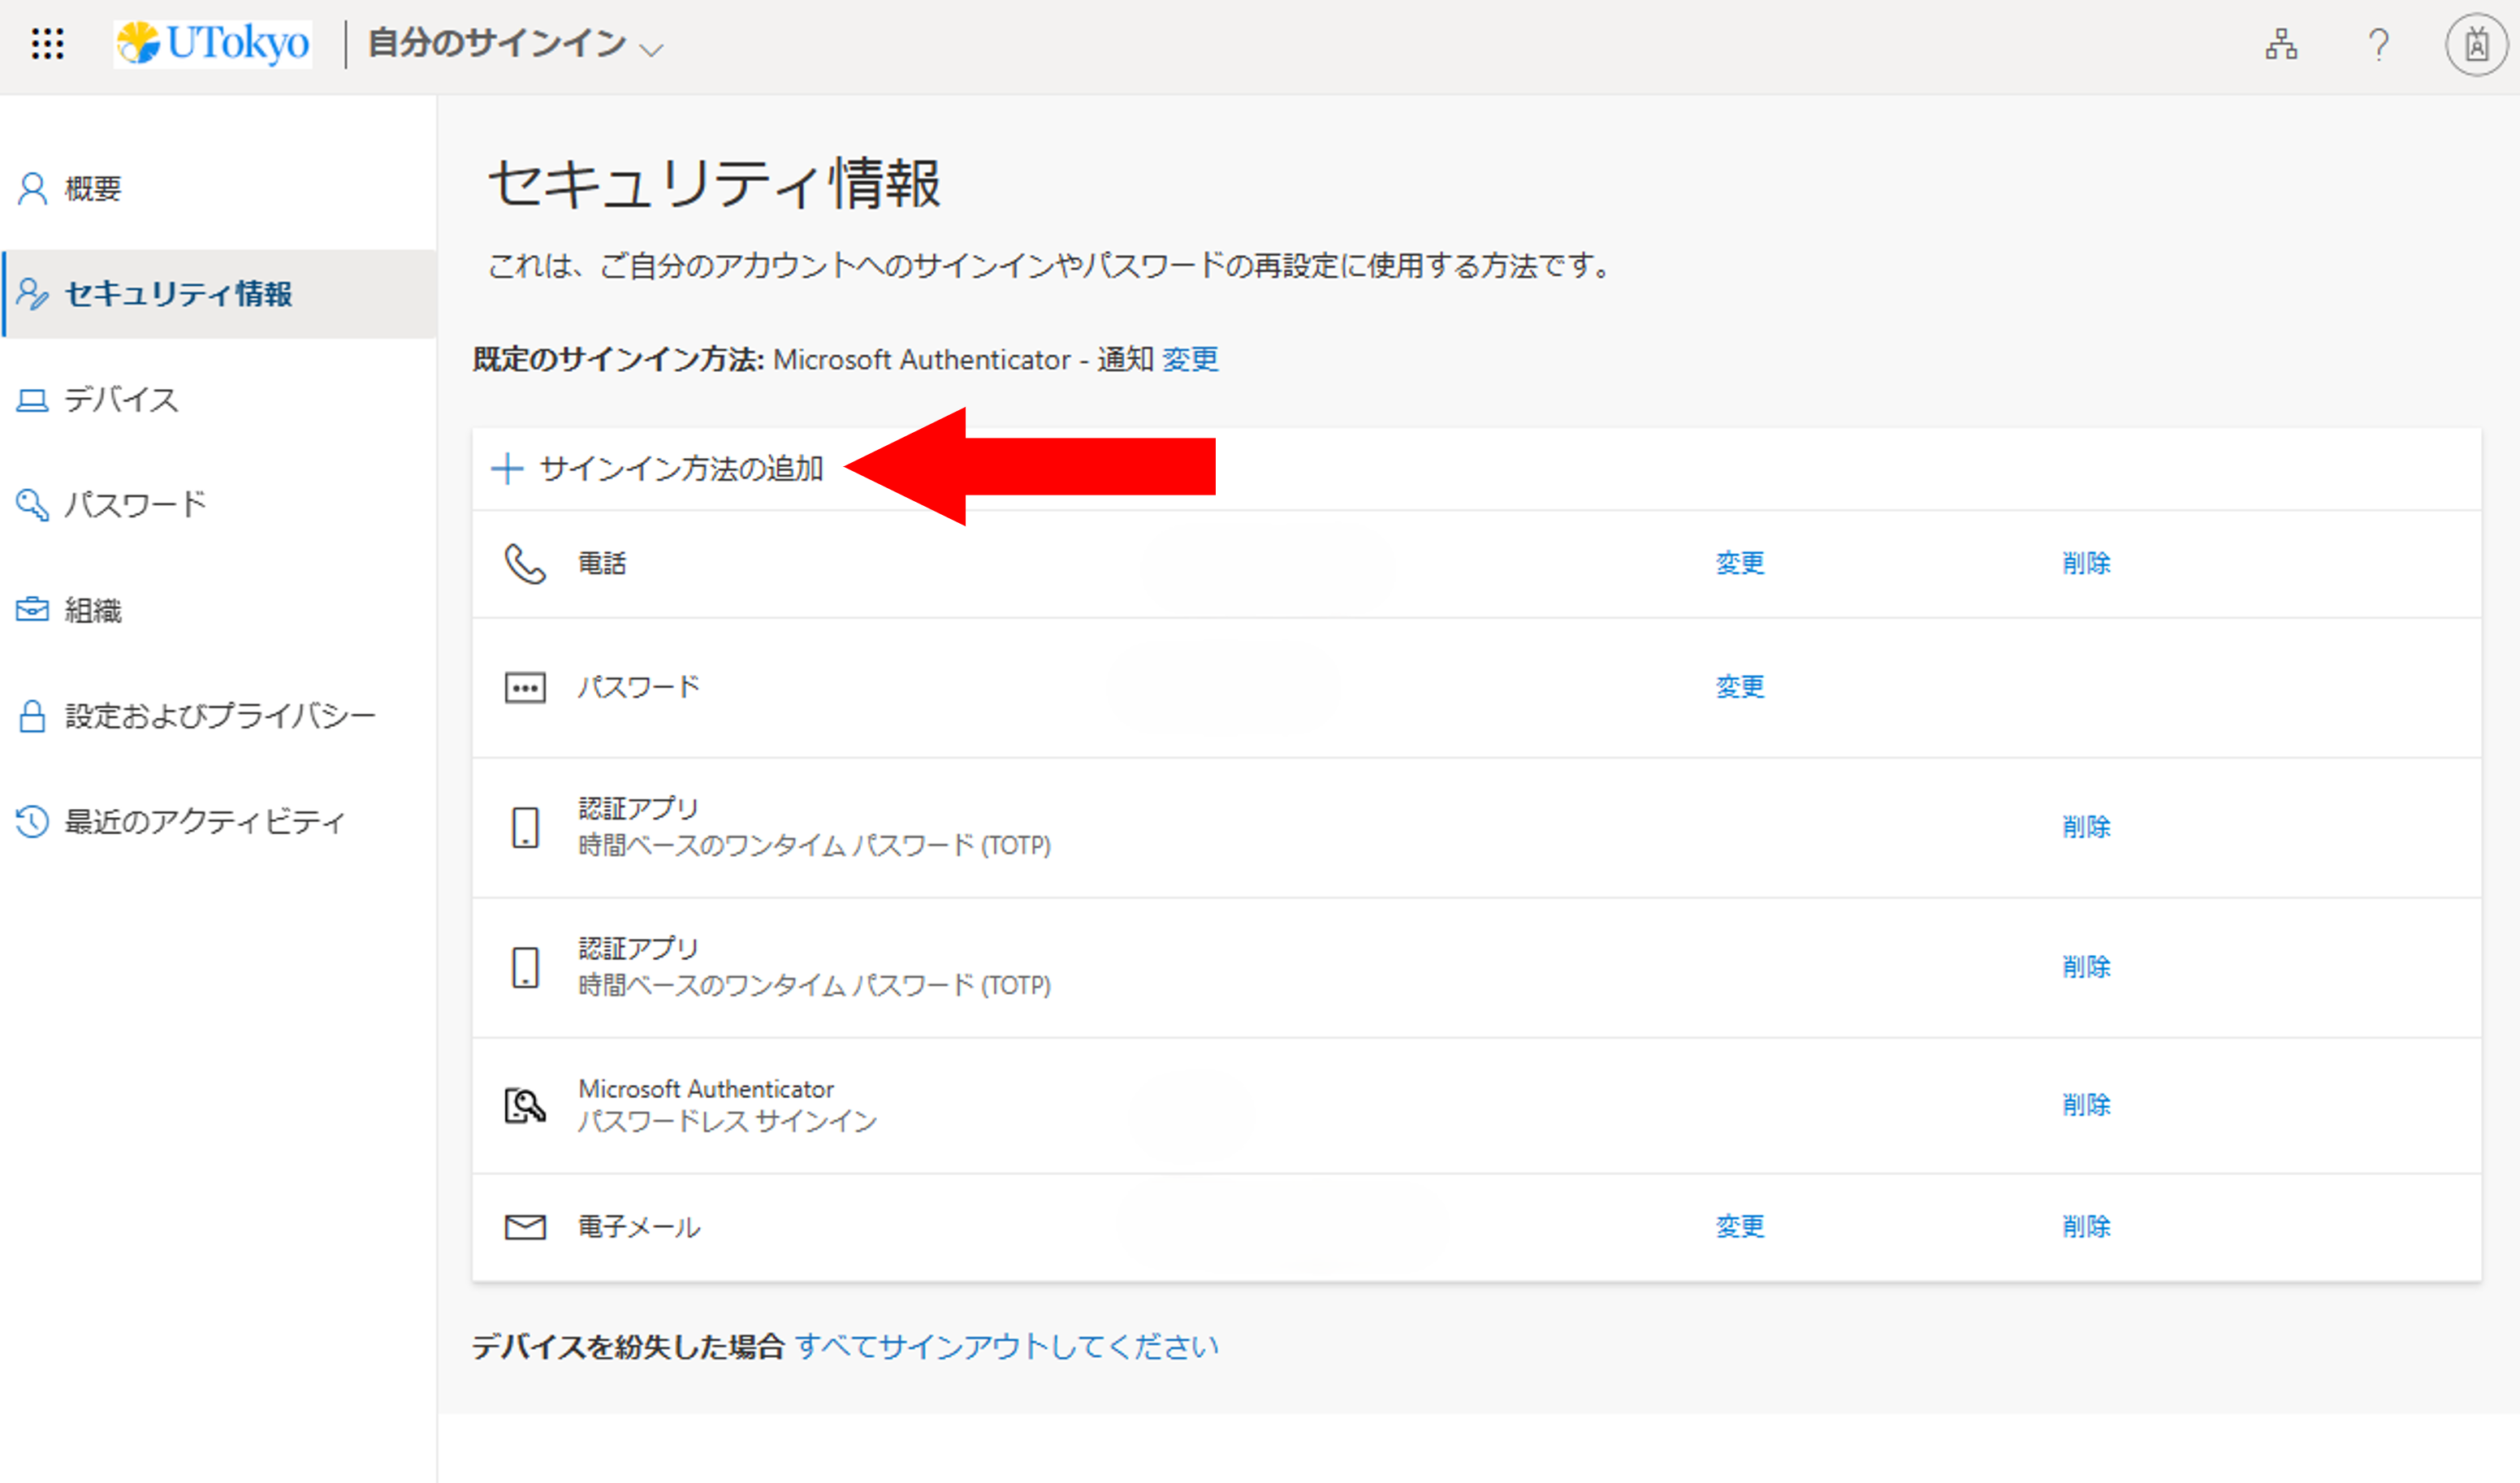 UTokyo
自分のサインイン
概要
セキュリティ情報
デバイス
パスワード
組織
設定およびプライバシー
最近のアクティビティ
セキュリティ情報
これは、ご自分のアカウントへのサインインやパスワードの再設定に使用する方法です。
既定のサインイン方法: Microsoft Authenticator - 通知 変更
サインイン方法の追加
電話 変更 削除
パスワード 変更
認証アプリ
時間ベースのワンタイム パスワード (TOTP) 削除
認証アプリ
時間ベースのワンタイム パスワード (TOTP) 削除
Microsoft Authenticator
パスワードレス サインイン 削除
電子メール 変更 削除
デバイスを紛失した場合 すべてサインアウトしてください